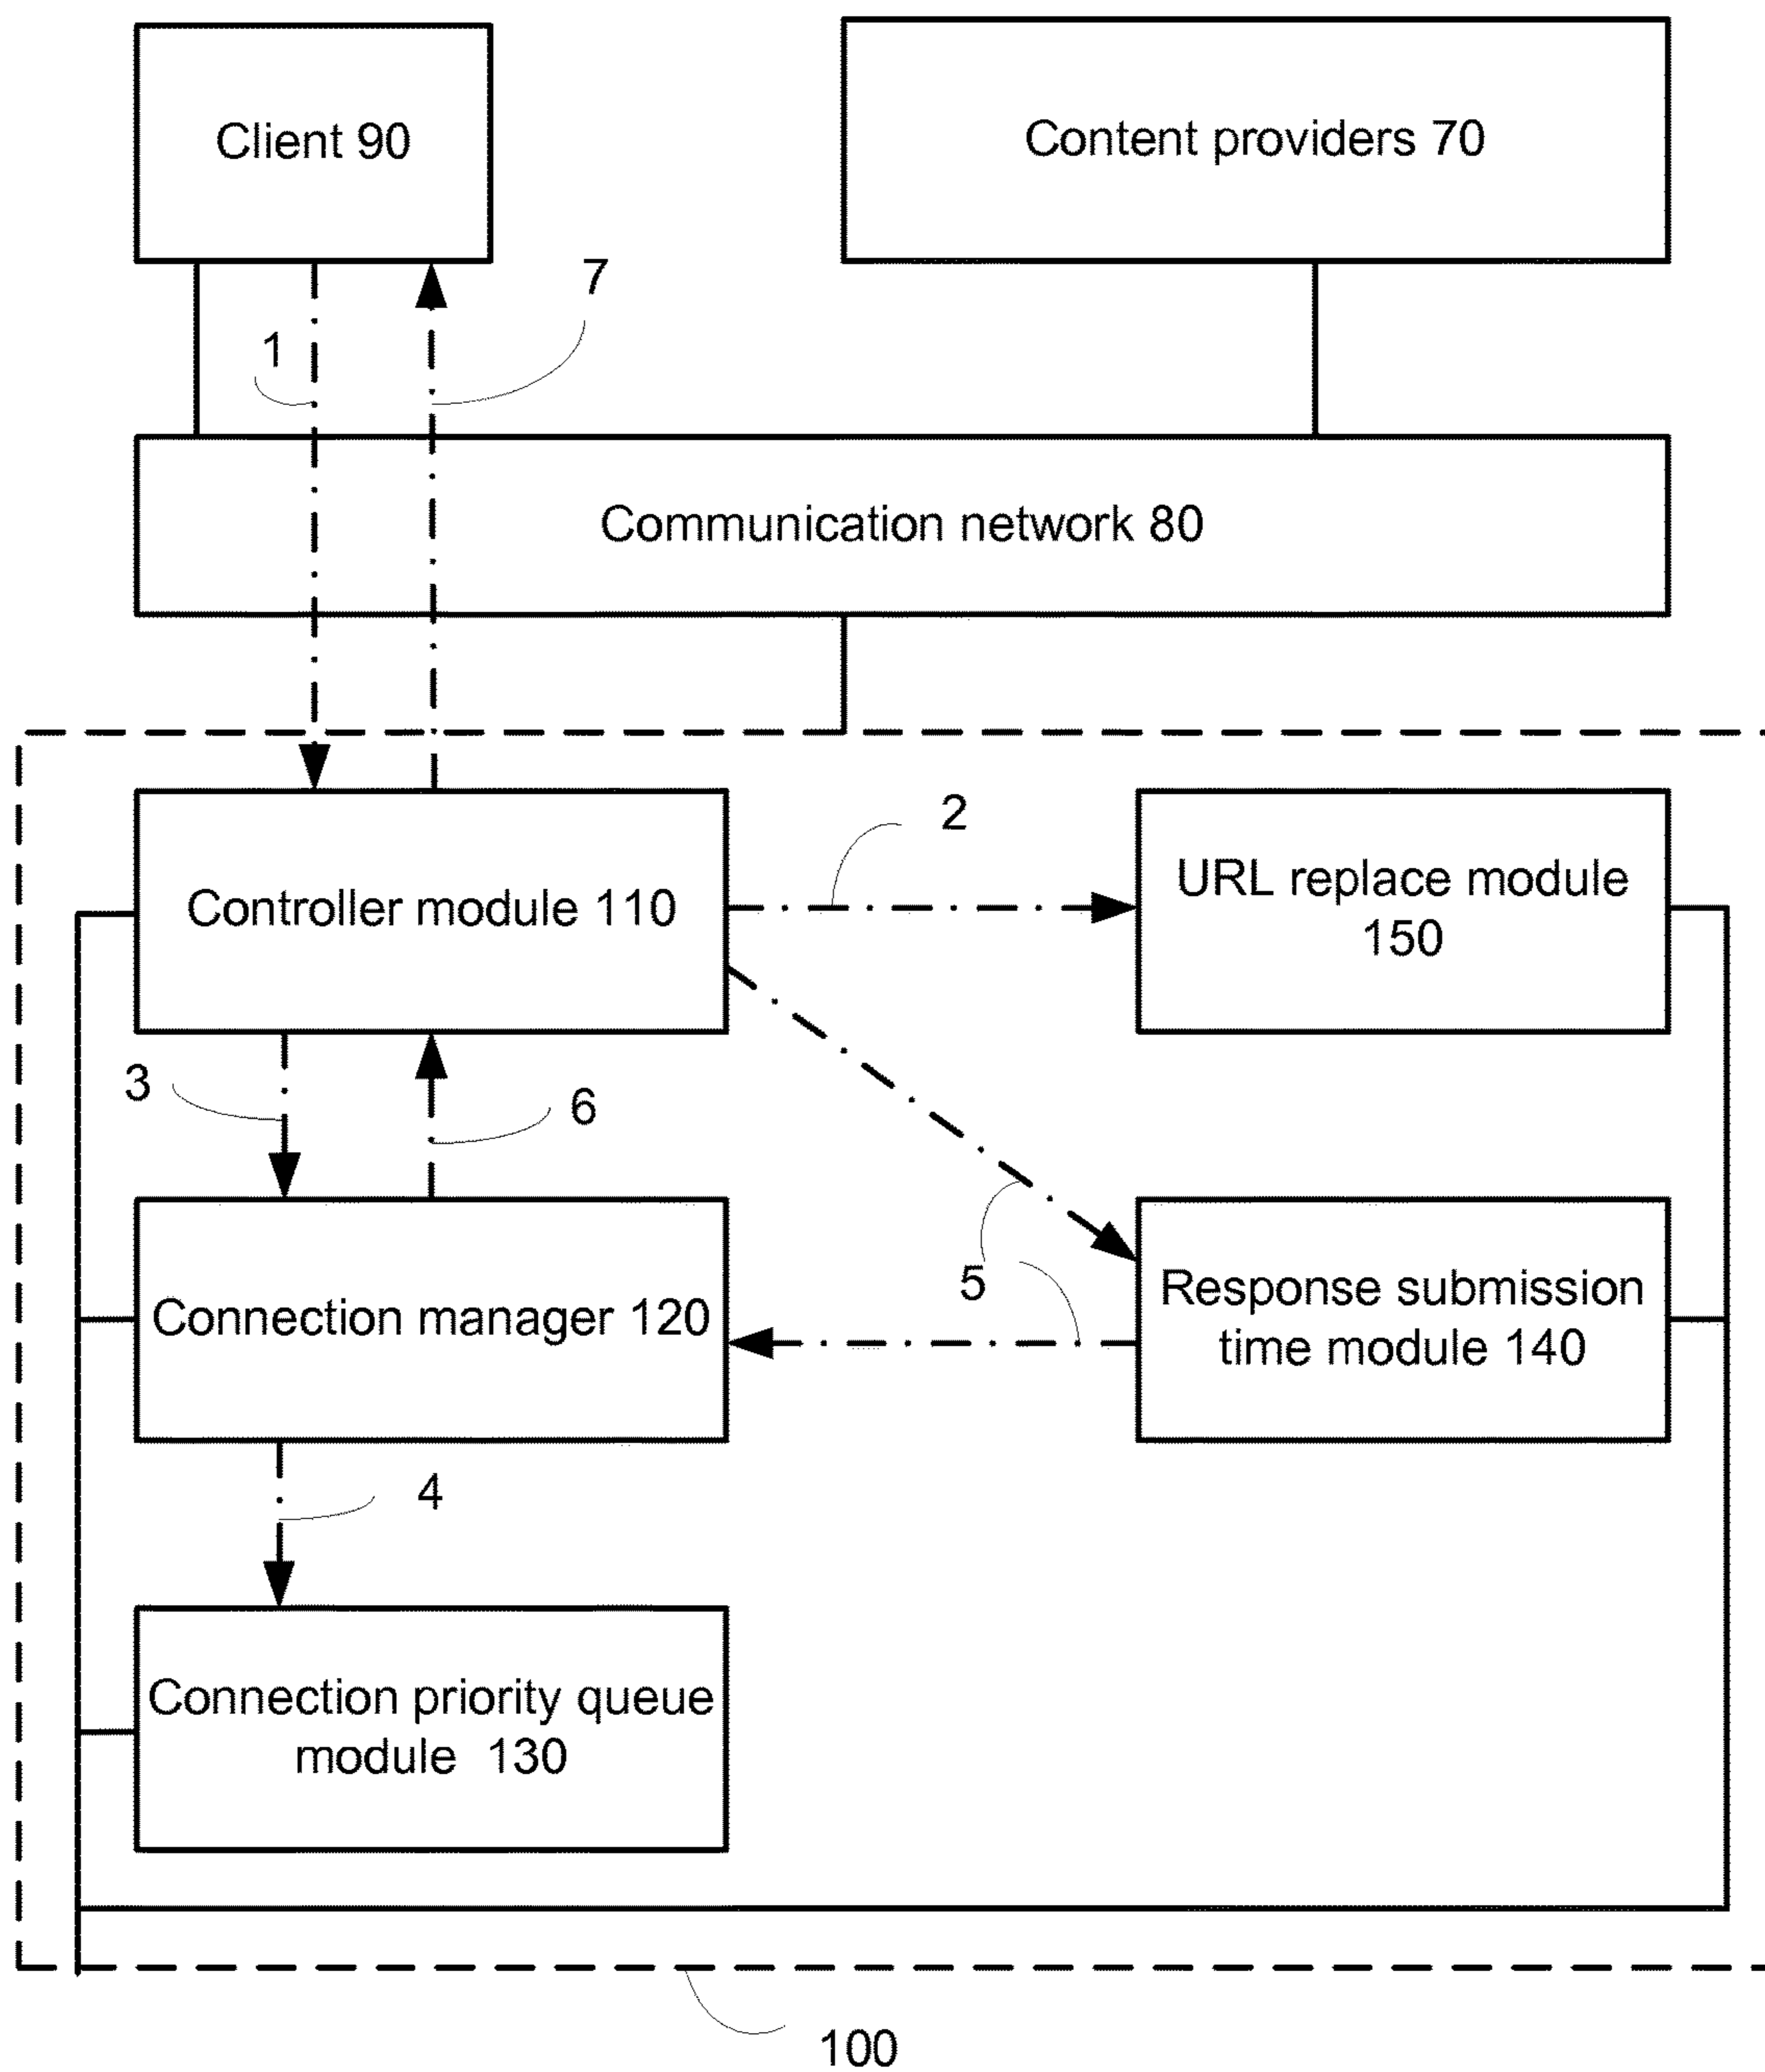 Client 90
Content providers 70
7
1
Communication network 80
2
Controller module 110
URL replace module
150
3
6
5
Connection manager 120
Response submission
time module 140
4
Connection priority queue
module 130
100